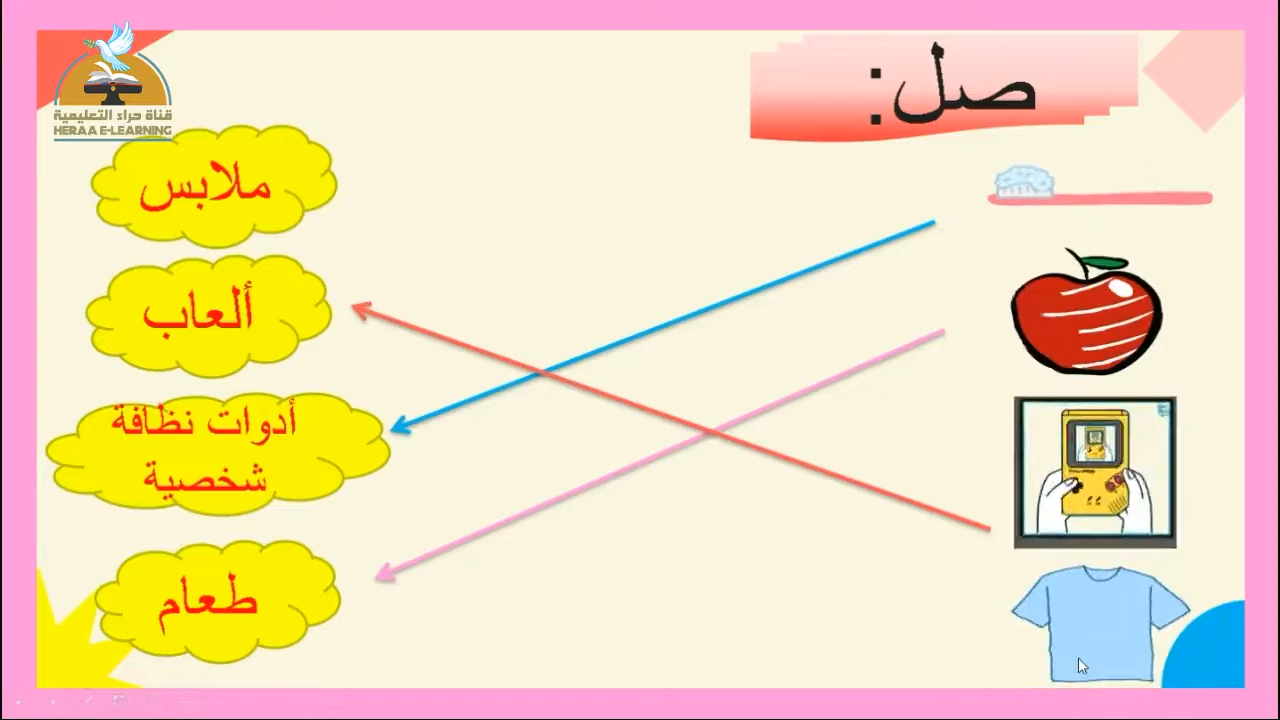 صل:
قناة حراء التعليمية
HERAA E-LEARNING
ملابس
ألعاب
أدوات نظافة
شخصية
طعام